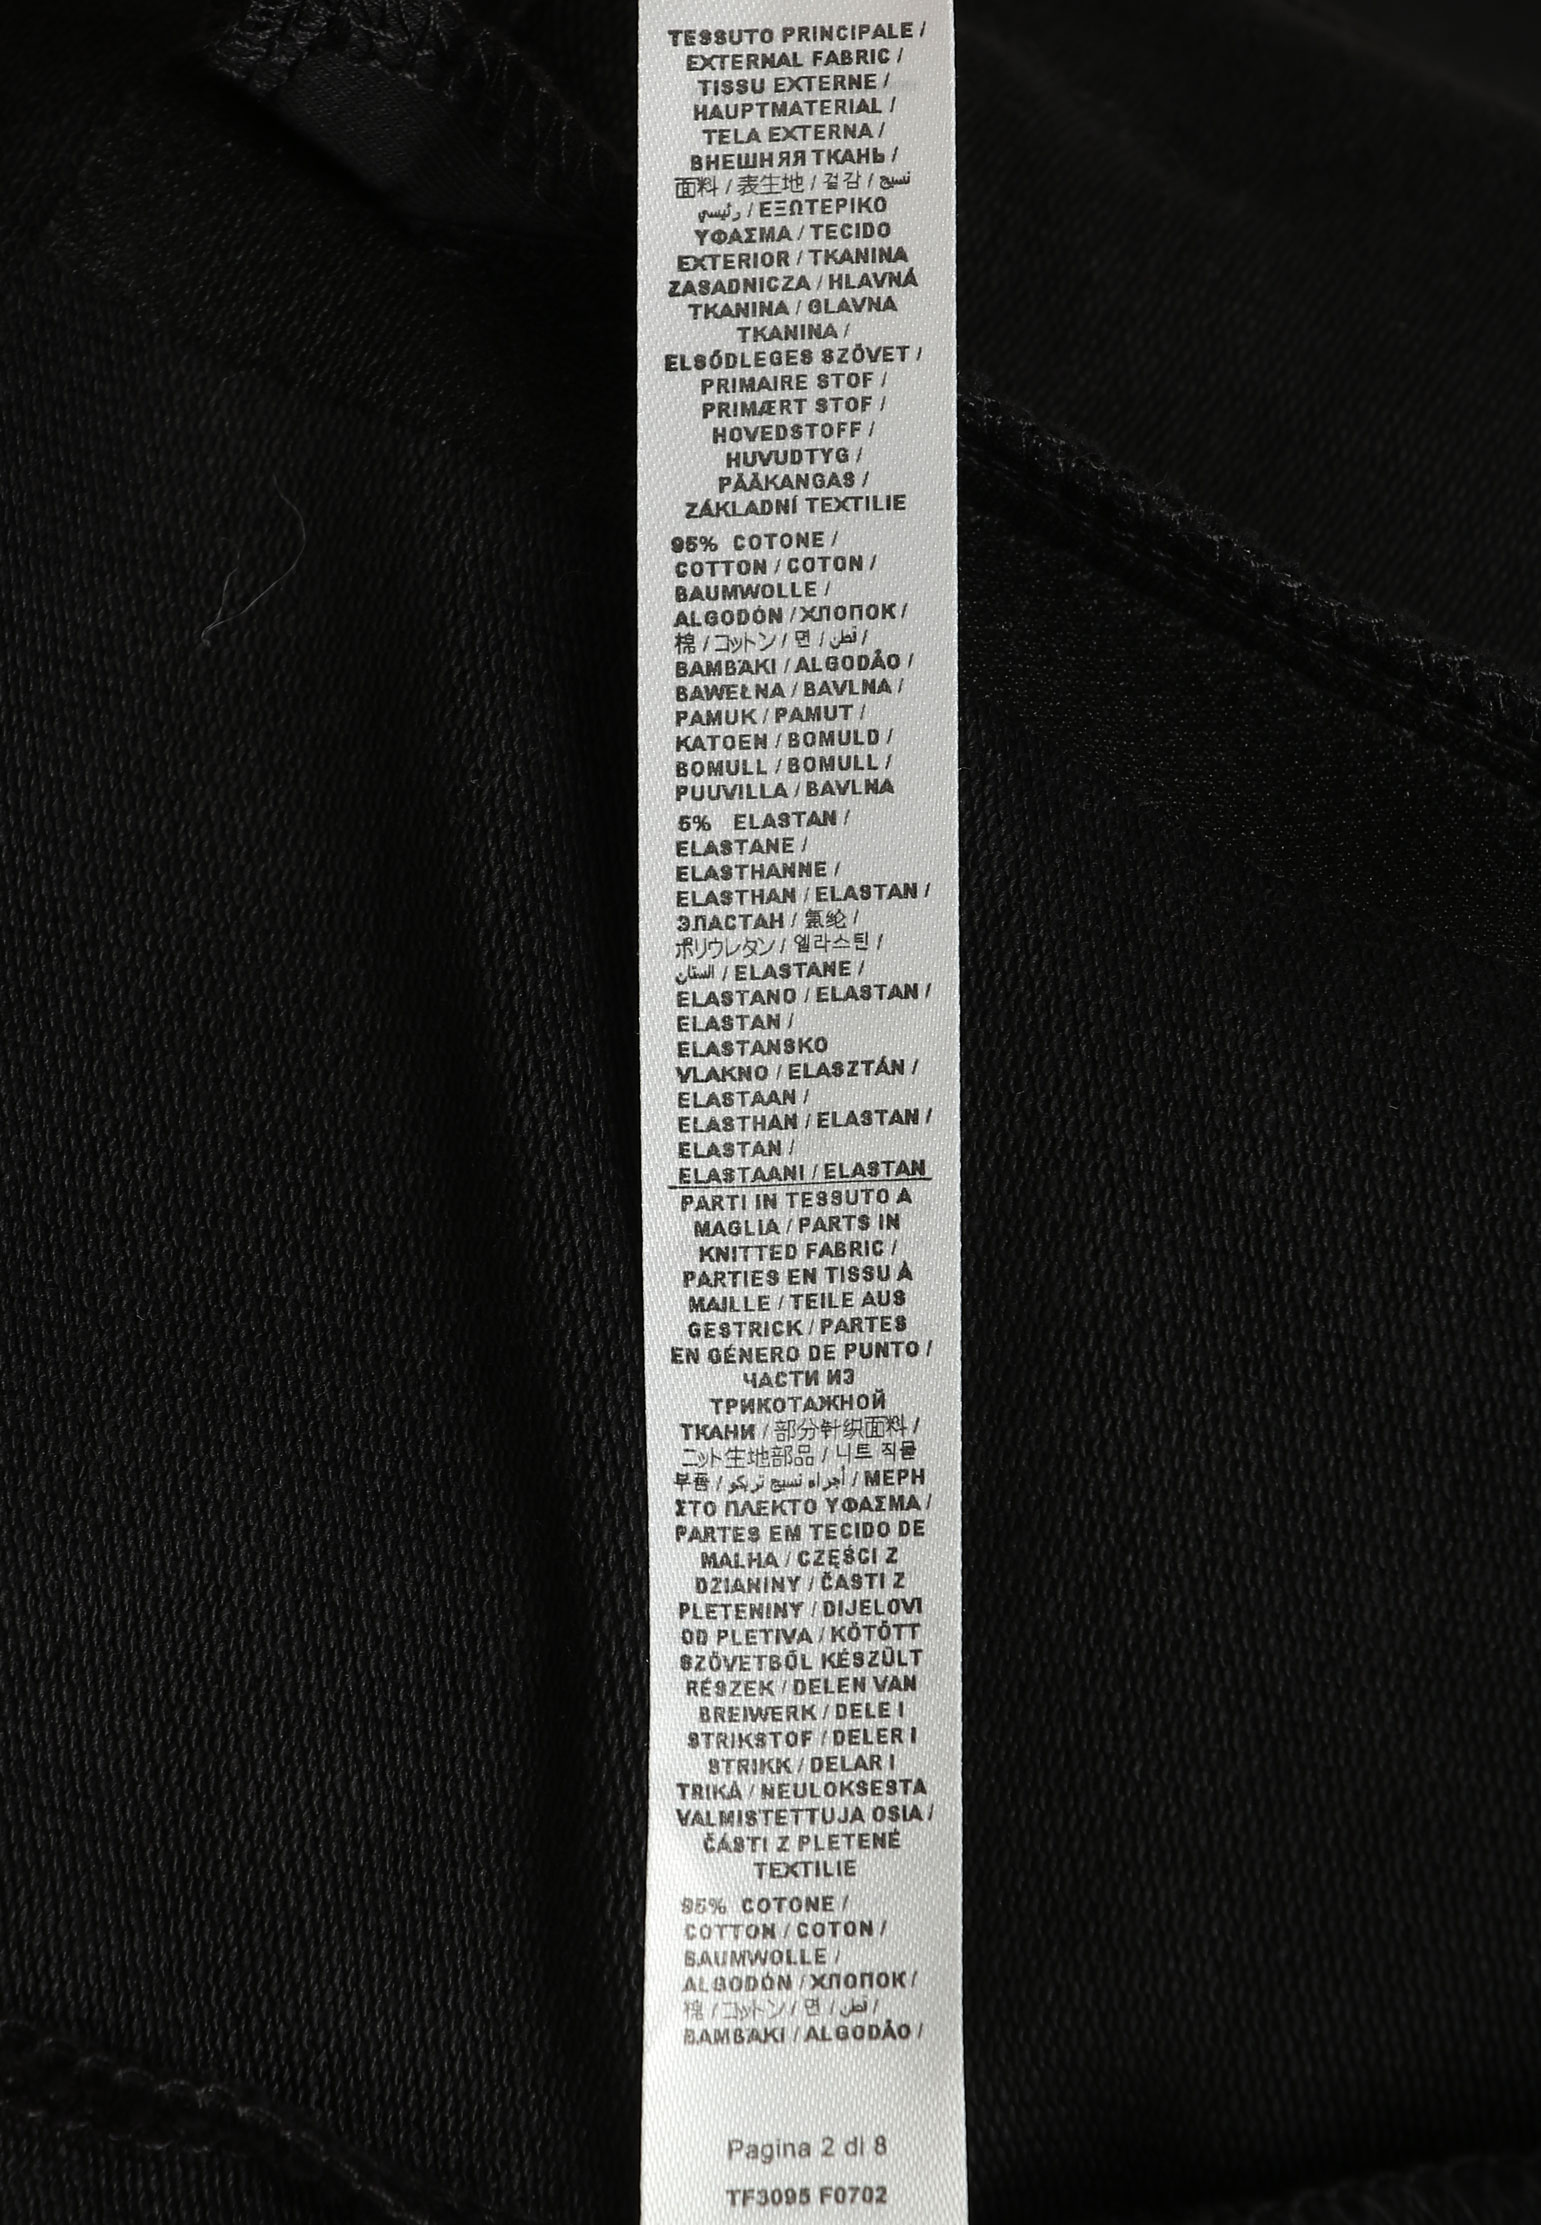 TESSUTO PRINCIPALE /
EXTERNAL FABRIC /
TISSU EXTERNE /
HAUPTMATERIAL /
TELA EXTERNA /
ВНЕШНЯЯ ТКАНЬ /
面料 / 表生地 / 겉감 / نسيج
رئيسي / ΕΞΩΤΕΡΙΚΟ
ΥΦΑΣΜΑ / TECIDO
EXTERIOR / TKANINA
ZASADNICZA / HLAVNÁ
TKANINA / GLAVNA
TKANINA /
ELSŐDLEGES SZÖVET /
PRIMAIRE STOF /
PRIMÆRT STOF /
HOVEDSTOFF /
HUVUDTYG /
PÄÄKANGAS /
ZÁKLADNÍ TEXTILIE
95% COTONE /
COTTON / COTON /
BAUMWOLLE /
ALGODÓN / ХЛОПОК /
棉 / コットン / 면 / قطن /
ΒΑΜΒΆΚΙ / ALGODÃO /
BAWEŁNA / BAVLNA /
PAMUK / PAMUT /
KATOEN / BOMULD /
BOMULL / BOMULL /
PUUVILLA / BAVLNA
5% ELASTAN /
ELASTANE /
ELASTHANNE /
ELASTHAN / ELASTAN /
ЭЛАСТАН / 氨纶 /
ポリウレタン / 엘라스틴 /
الستان / ELASTANE /
ELASTANO / ELASTAN /
ELASTAN /
ELASTANSKO
VLAKNO / ELASZTÁN /
ELASTAAN /
ELASTHAN / ELASTAN /
ELASTAN /
ELASTAANI / ELASTAN
PARTI IN TESSUTO A
MAGLIA / PARTS IN
KNITTED FABRIC /
PARTIES EN TISSU À
MAILLE / TEILE AUS
GESTRICK / PARTES
EN GÉNERO DE PUNTO /
ЧАСТИ ИЗ
ТРИКОТАЖНОЙ
ТКАНИ / 部分针织面料 /
ニット生地部品 / 니트 직물
부품 / أجزاء نسيج تريكو / ΜΕΡΗ
ΣΤΟ ΠΛΕΚΤΟ ΥΦΑΣΜΑ /
PARTES EM TECIDO DE
MALHA / CZĘŚCI Z
DZIANINY / ČASTI Z
PLETENINY / DIJELOVI
OD PLETIVA / KÖTÖTT
SZÖVETBŐL KÉSZÜLT
RÉSZEK / DELEN VAN
BREIWERK / DELE I
STRIKSTOF / DELER I
STRIKK / DELAR I
TRIKÅ / NEULOKSESTA
VALMISTETTUJA OSIA /
ČÁSTI Z PLETENÉ
TEXTILIE
95% COTONE /
COTTON / COTON /
BAUMWOLLE /
ALGODÓN / ХЛОПОК /
棉 / コットン / 면 / قطن /
ΒΑΜΒΆΚΙ / ALGODÃO /
Pagina 2 di 8
TF3095 F0702